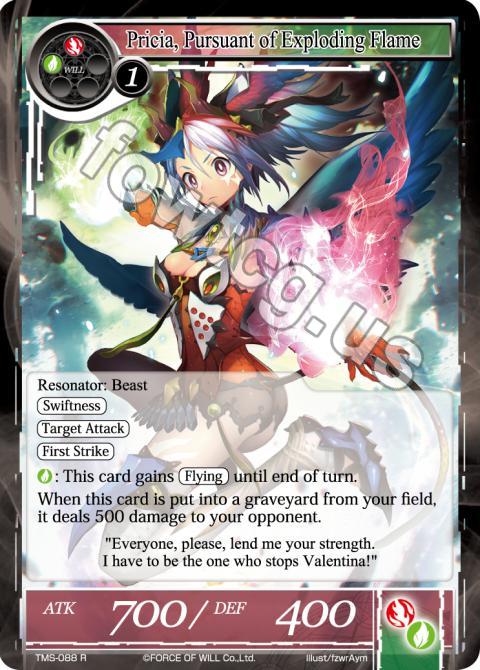 Pricia, Pursuant of Exploding Flame
WILL
1
fowtcg.us
Resonator: Beast
Swiftness
Target Attack
First Strike
: This card gains Flying until end of turn.
When this card is put into a graveyard from your field,
it deals 500 damage to your opponent.
"Everyone, please, lend me your strength.
I have to be the one who stops Valentina!"
ATK 700 / DEF 400
TMS-088 R ©FORCE OF WILL Co.,Ltd. Illust/fzwrAym